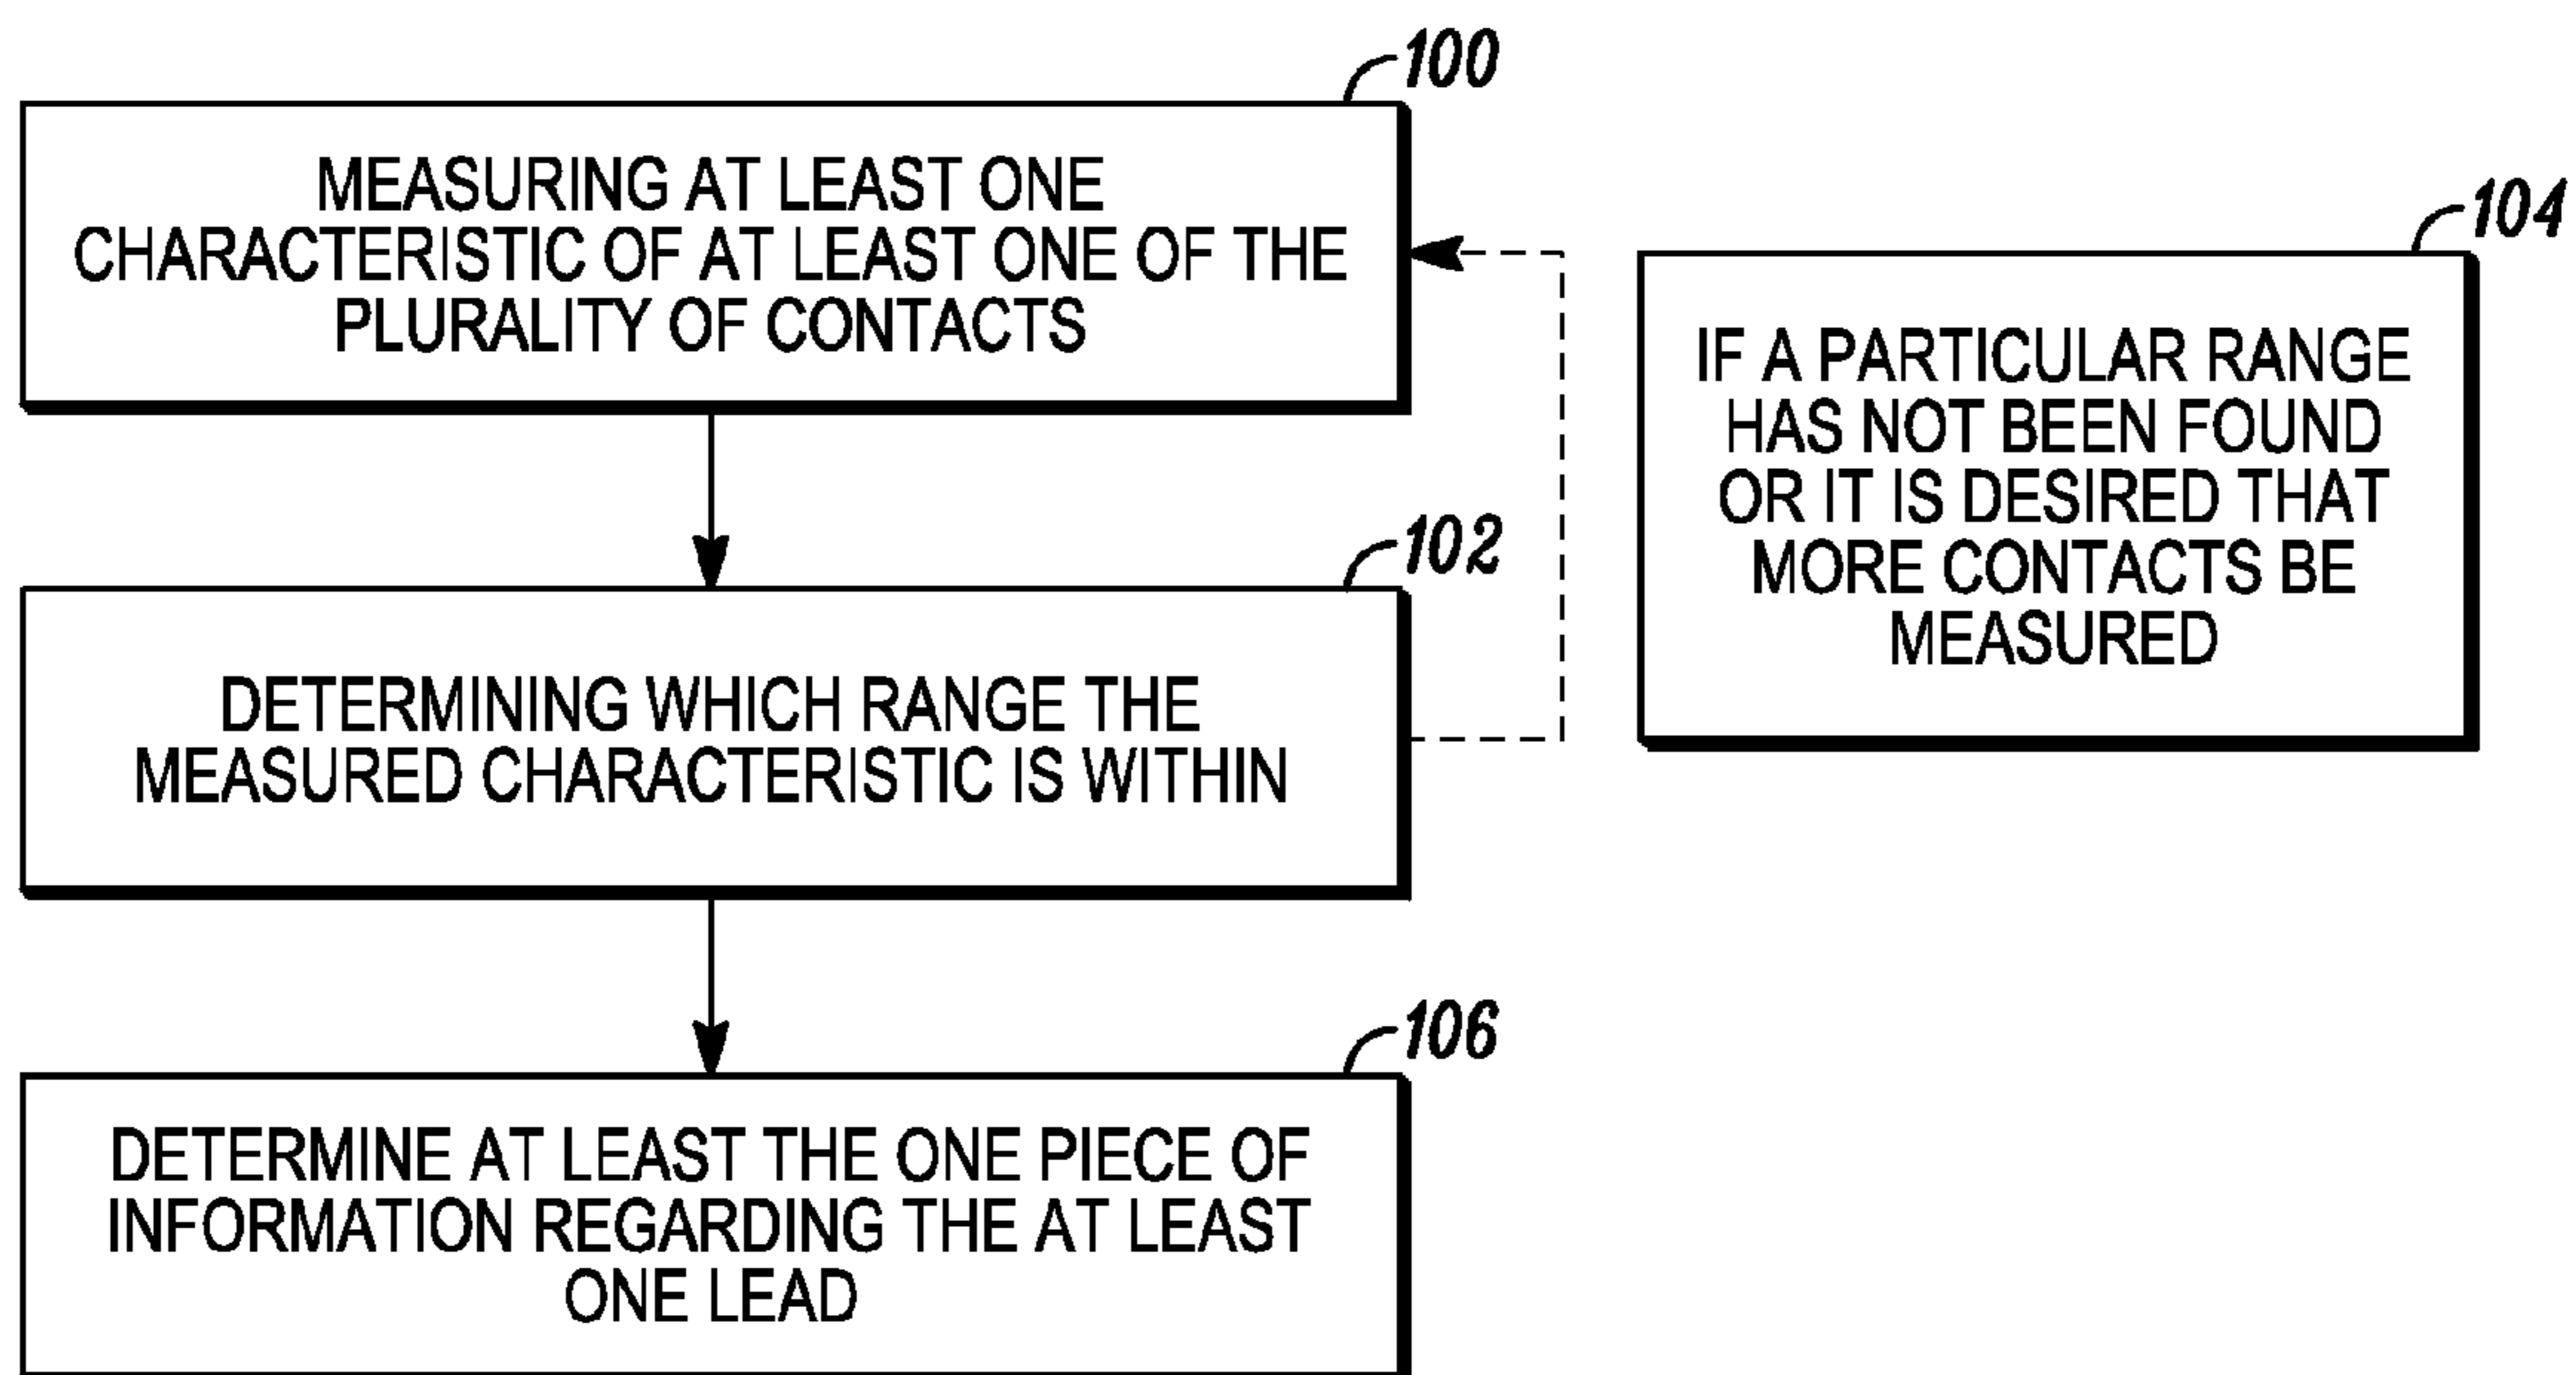 100
MEASURING AT LEAST ONE
CHARACTERISTIC OF AT LEAST ONE OF THE
PLURALITY OF CONTACTS
104
IF A PARTICULAR RANGE
HAS NOT BEEN FOUND
OR IT IS DESIRED THAT
MORE CONTACTS BE
MEASURED
102
DETERMINING WHICH RANGE THE
MEASURED CHARACTERISTIC IS WITHIN
106
DETERMINE AT LEAST THE ONE PIECE OF
INFORMATION REGARDING THE AT LEAST
ONE LEAD